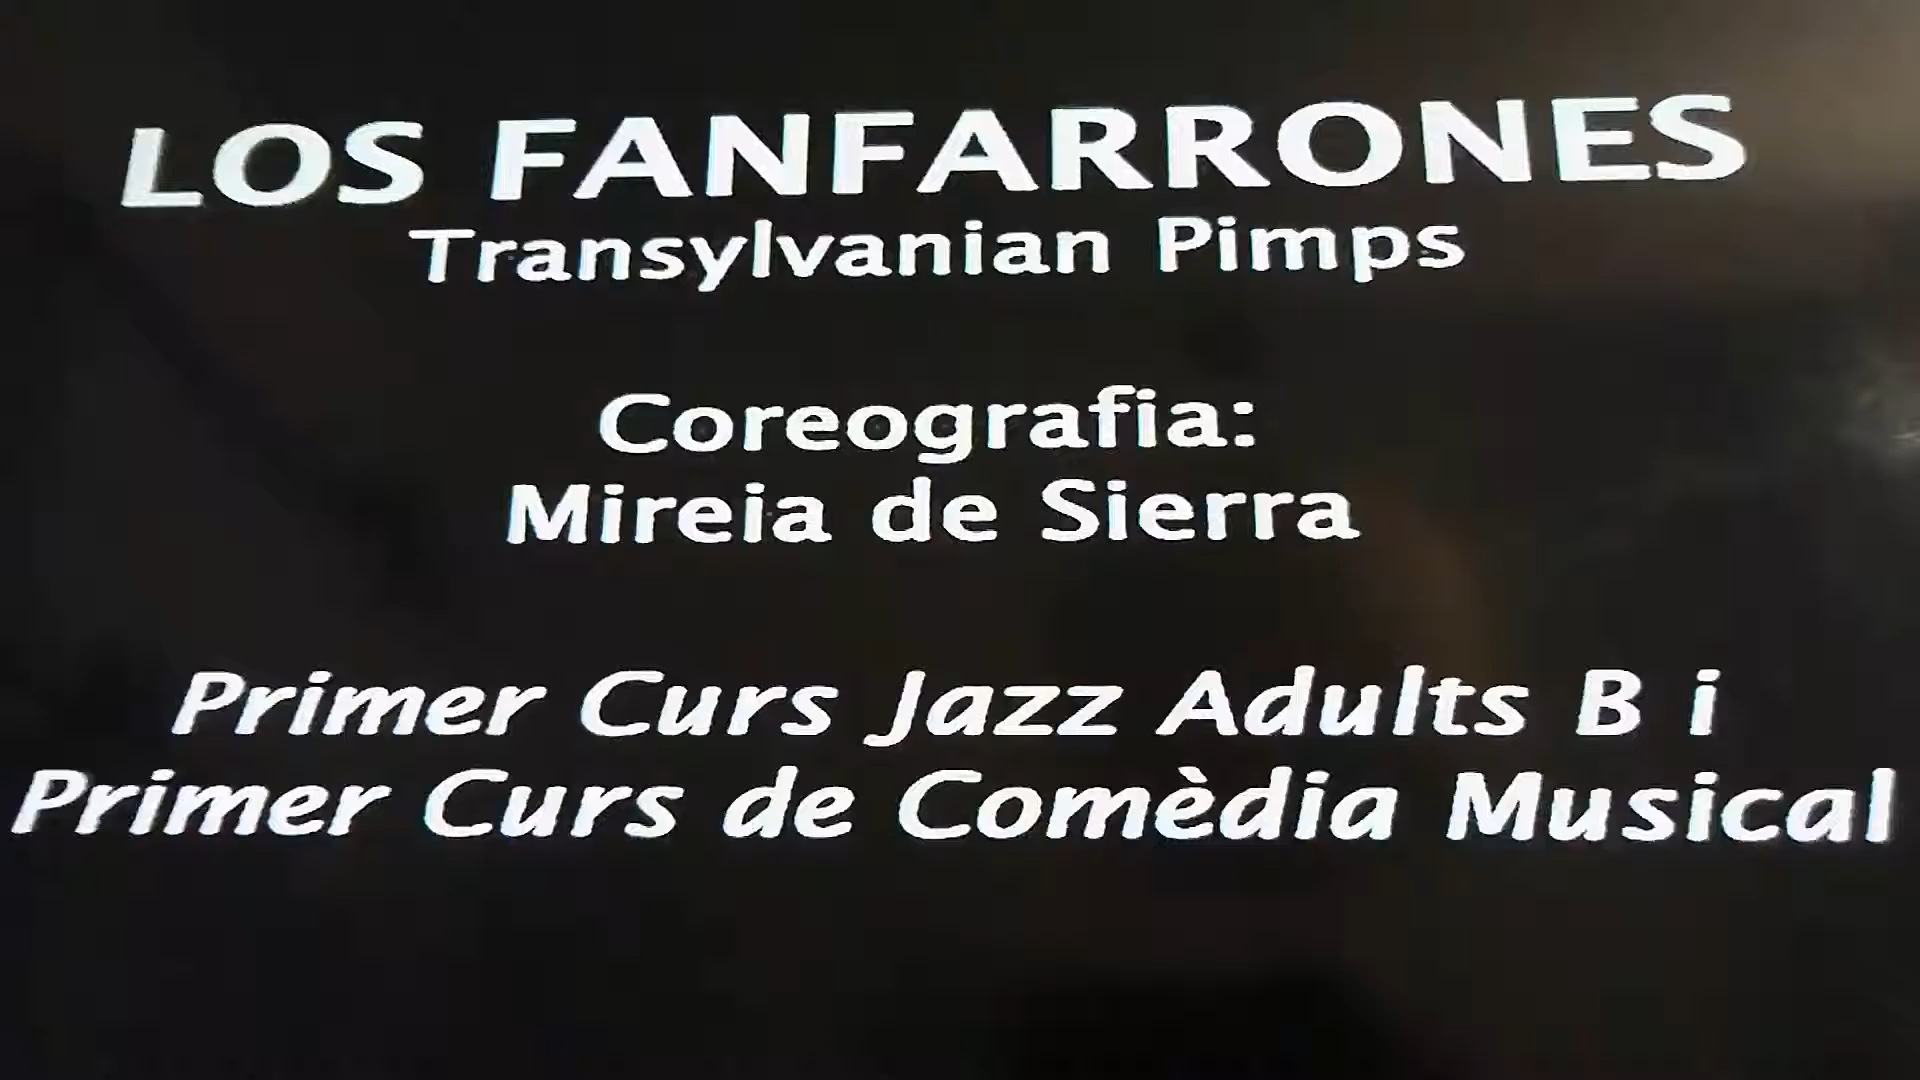 LOS FANFARRONES
Transylvanian Pimps
Coreografia:
Mireia de Sierra
Primer Curs Jazz Adults B i
Primer Curs de Comèdia Musical